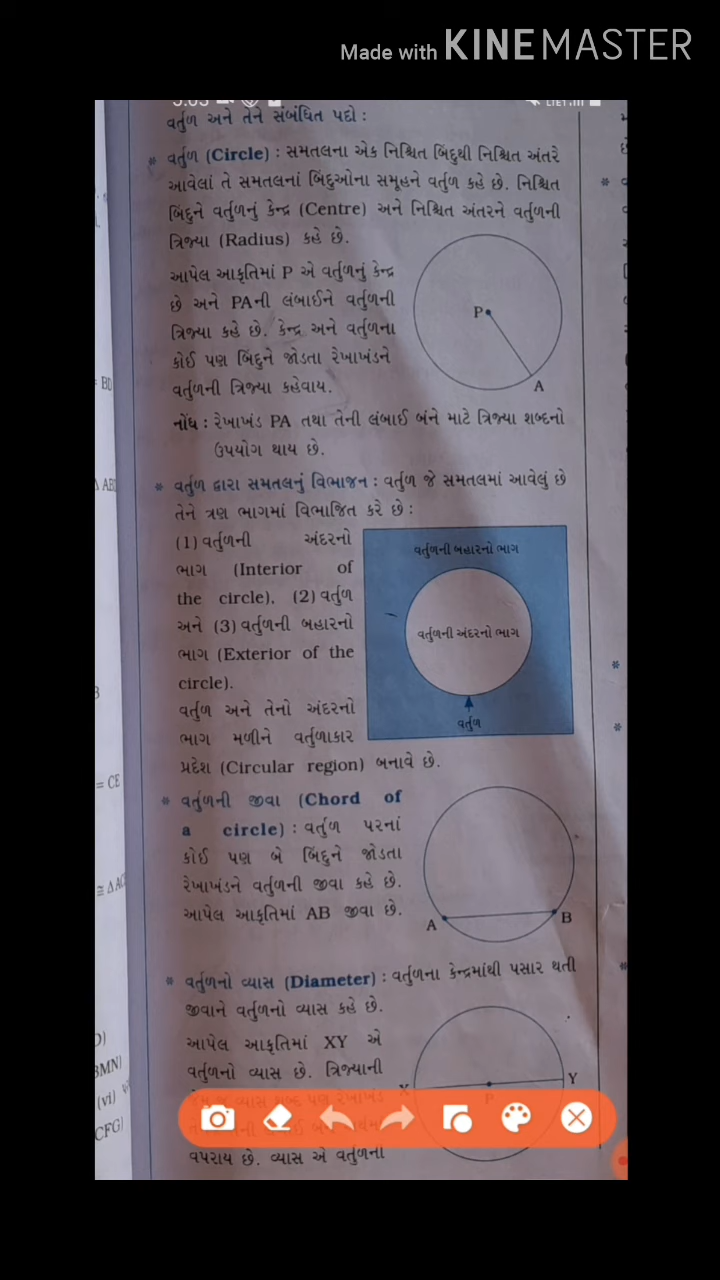 Made with KINEMASTER
વર્તુળ અને તેને સંબંધિત પદો :
* વર્તુળ (Circle) : સમતલના એક નિશ્ચિત બિંદુથી નિશ્ચિત અંતરે
આવેલાં તે સમતલનાં બિંદુઓના સમૂહને વર્તુળ કહે છે. નિશ્ચિત
બિંદુને વર્તુળનું કેન્દ્ર (Centre) અને નિશ્ચિત અંતરને વર્તુળની
ત્રિજ્યા (Radius) કહે છે.
આપેલ આકૃતિમાં P એ વર્તુળનું કેન્દ્ર
છે અને PAની લંબાઈને વર્તુળની
ત્રિજ્યા કહે છે. કેન્દ્ર અને વર્તુળના
કોઈ પણ બિંદુને જોડતા રેખાખંડને
વર્તુળની ત્રિજ્યા કહેવાય.
P
A
નોંધ : રેખાખંડ PA તથા તેની લંબાઈ બંને માટે ત્રિજ્યા શબ્દનો
ઉપયોગ થાય છે.
* વર્તુળ દ્વારા સમતલનું વિભાજન : વર્તુળ જે સમતલમાં આવેલું છે
તેને ત્રણ ભાગમાં વિભાજિત કરે છે :
(1) વર્તુળની અંદરનો
ભાગ (Interior of
the circle), (2) વર્તુળ
અને (3) વર્તુળની બહારનો
ભાગ (Exterior of the
circle).
વર્તુળ અને તેનો અંદરનો
ભાગ મળીને વર્તુળાકાર
પ્રદેશ (Circular region) બનાવે છે.
વર્તુળની બહારનો ભાગ
વર્તુળની અંદરનો ભાગ
વર્તુળ
* વર્તુળની જીવા (Chord of
a circle) : વર્તુળ પરનાં
કોઈ પણ બે બિંદુને જોડતા
રેખાખંડને વર્તુળની જીવા કહે છે.
આપેલ આકૃતિમાં AB જીવા છે.
A
B
* વર્તુળનો વ્યાસ (Diameter) : વર્તુળના કેન્દ્રમાંથી પસાર થતી
જીવાને વર્તુળનો વ્યાસ કહે છે.
આપેલ આકૃતિમાં XY એ
વર્તુળનો વ્યાસ છે. ત્રિજ્યાની
વપરાય છે. વ્યાસ એ વર્તુળની
X
Y
P
= CE
(vi)